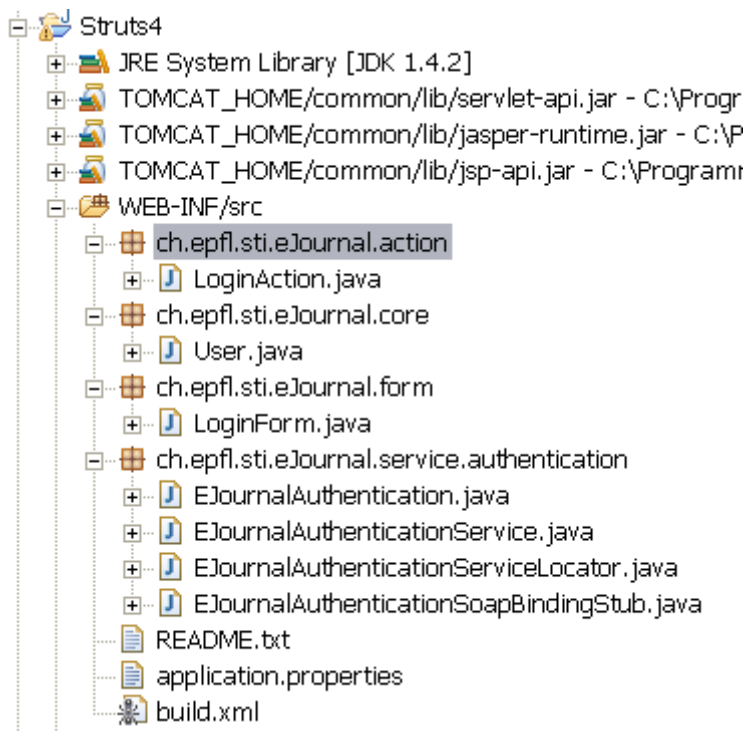 Struts4
JRE System Library [JDK 1.4.2]
TOMCAT_HOME/common/lib/servlet-api.jar - C:\Progr
TOMCAT_HOME/common/lib/jasper-runtime.jar - C:\P
TOMCAT_HOME/common/lib/jsp-api.jar - C:\Program
WEB-INF/src
ch.epfl.sti.eJournal.action
LoginAction.java
ch.epfl.sti.eJournal.core
User.java
ch.epfl.sti.eJournal.form
LoginForm.java
ch.epfl.sti.eJournal.service.authentication
EJournalAuthentication.java
EJournalAuthenticationService.java
EJournalAuthenticationServiceLocator.java
EJournalAuthenticationSoapBindingStub.java
README.txt
application.properties
build.xml